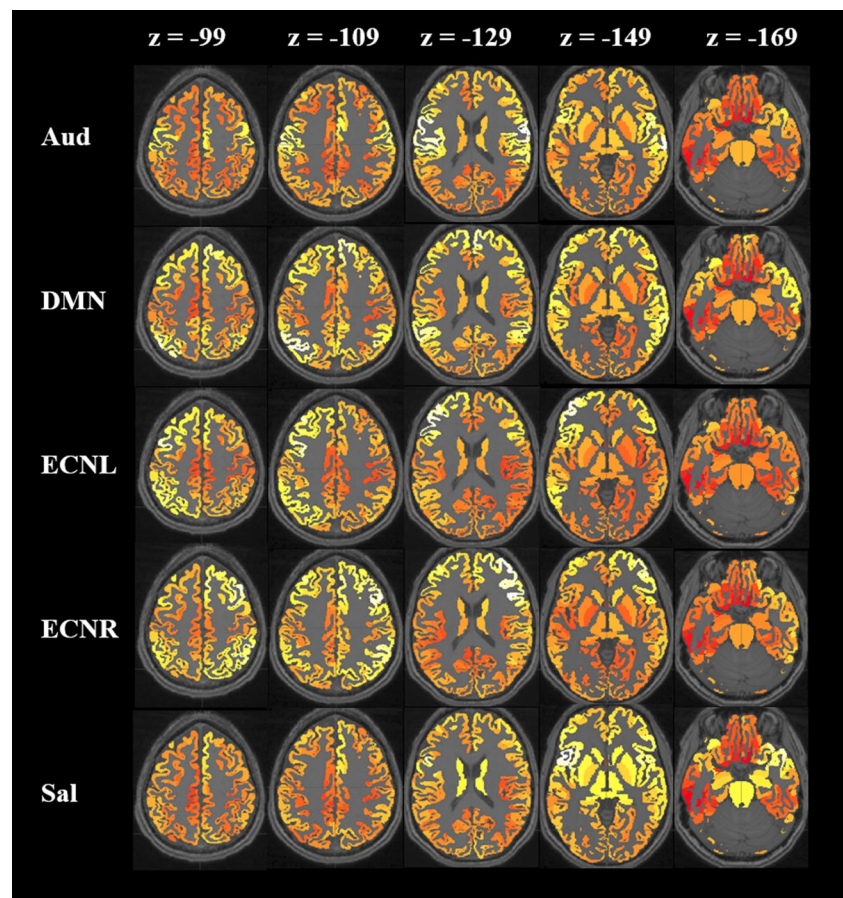 z = -99 z = -109 z = -129 z = -149 z = -169
Aud
DMN
ECNL
ECNR
Sal